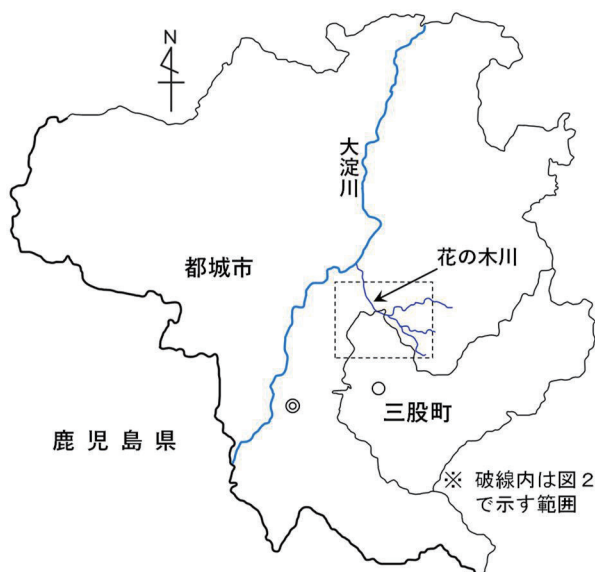 N
大淀川
花の木川
都城市
三股町
鹿児島県
※ 破線内は図2
で示す範囲